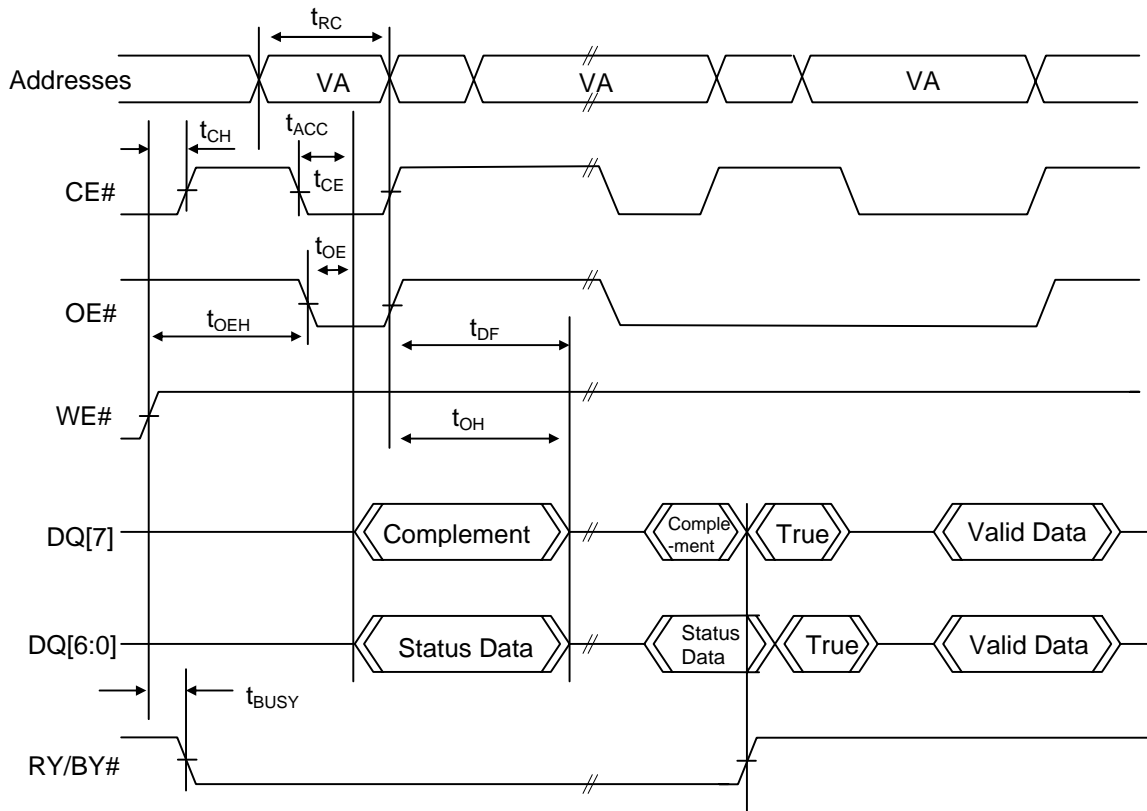 tRC
Addresses
VA
VA
VA
tCH
tACC
CE#
tCE
tOE
OE#
tOEH
tDF
WE#
tOH
DQ[7]
Complement
Comple
-ment
True
Valid Data
DQ[6:0]
Status Data
Status
Data
True
Valid Data
tBUSY
RY/BY#